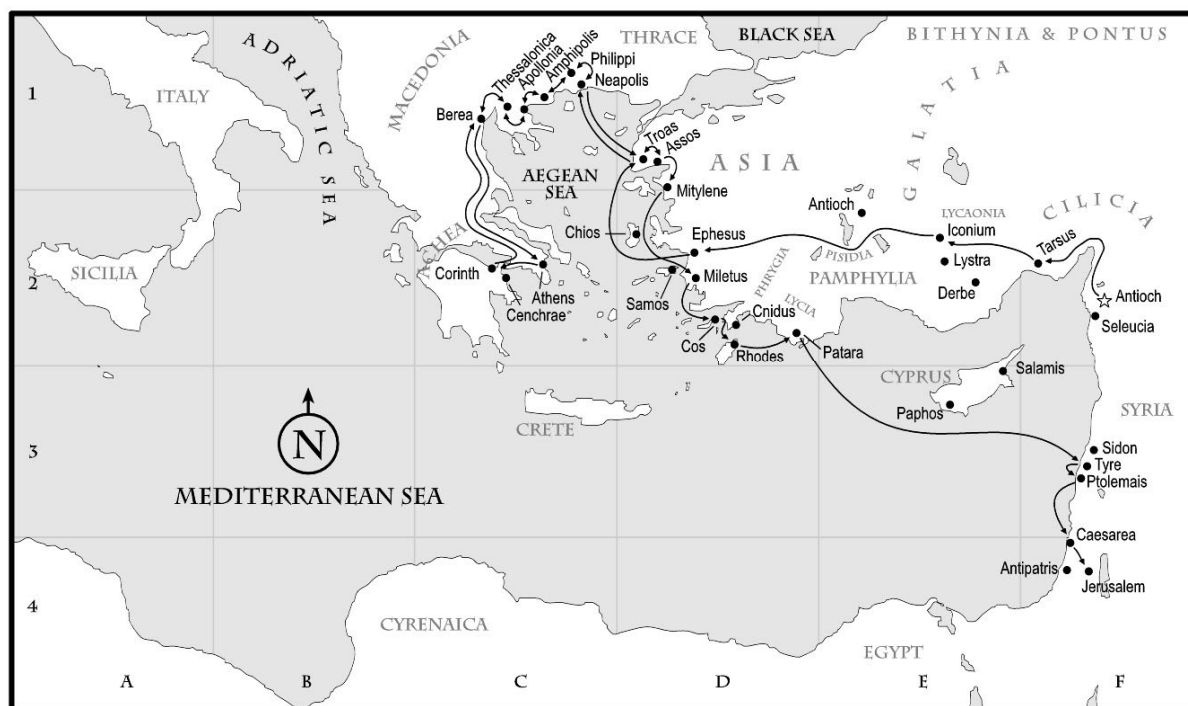 BLACK SEA
THRACE
BITHYNIA & PONTUS
ADRIATIC SEA
MACEDONIA
GALATIA
1
ITALY
Thessalonica
Apollonia
Amphipolis
Philippi
Neapolis
Berea
Troas
Assos
ASIA
AEGEAN
SEA
Mitylene
Antioch
LYCAONIA
CILICIA
Iconium
Chios
Ephesus
ACHEA
PISIDIA
Tarsus
Lystra
SICILIA
2
Corinth
Athens
Cenchrae
Samos
Miletus
PHRYGIA
PAMPHYLIA
Derbe
Antioch
LYCIA
Cnidus
Seleucia
Cos
Rhodes
Patara
CYPRUS
Salamis
Paphos
SYRIA
N
CRETE
3
Sidon
Tyre
Ptolemais
MEDITERRANEAN SEA
Caesarea
Antipatris
Jerusalem
4
CYRENAICA
EGYPT
A
B
C
D
E
F